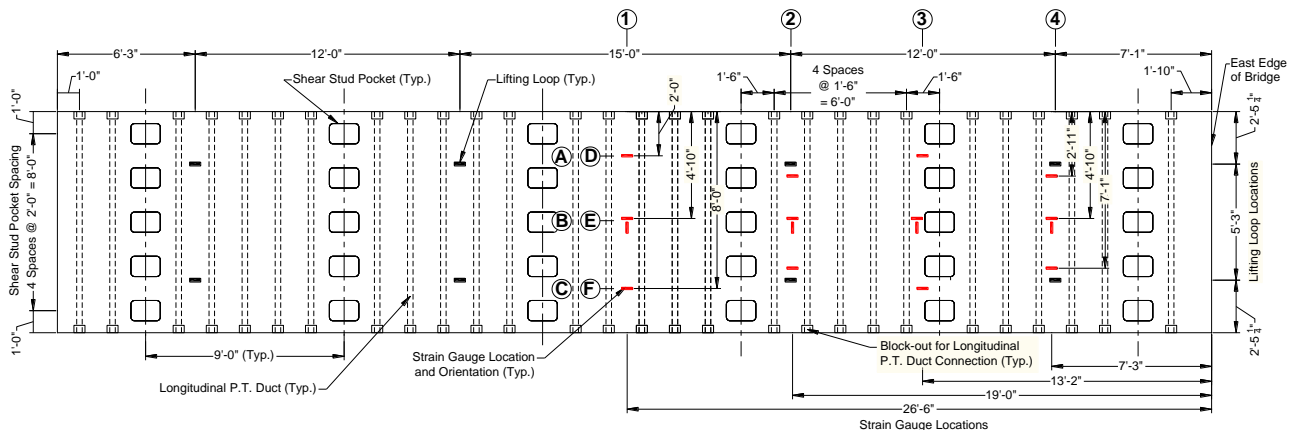 1
2
3
4
6'-3"
12'-0"
15'-0"
12'-0"
7'-1"
1'-0"
Shear Stud Pocket (Typ.)
Lifting Loop (Typ.)
2'-0"
1'-6"
4 Spaces
@ 1'-6"
= 6'-0"
1'-6"
1'-10"
East Edge
of Bridge
Shear Stud Pocket Spacing
4 Spaces @ 2'-0" = 8'-0"
1'-0"
1'-0"
A
D
B
E
C
F
4'-10"
8'-0"
2'-11"
4'-10"
7'-1"
2'-5 1/4"
5'-3"
2'-5 1/4"
Lifting Loop Locations
9'-0" (Typ.)
Longitudinal P.T. Duct (Typ.)
Strain Gauge Location
and Orientation (Typ.)
Block-out for Longitudinal
P.T. Duct Connection (Typ.)
7'-3"
13'-2"
19'-0"
26'-6"
Strain Gauge Locations